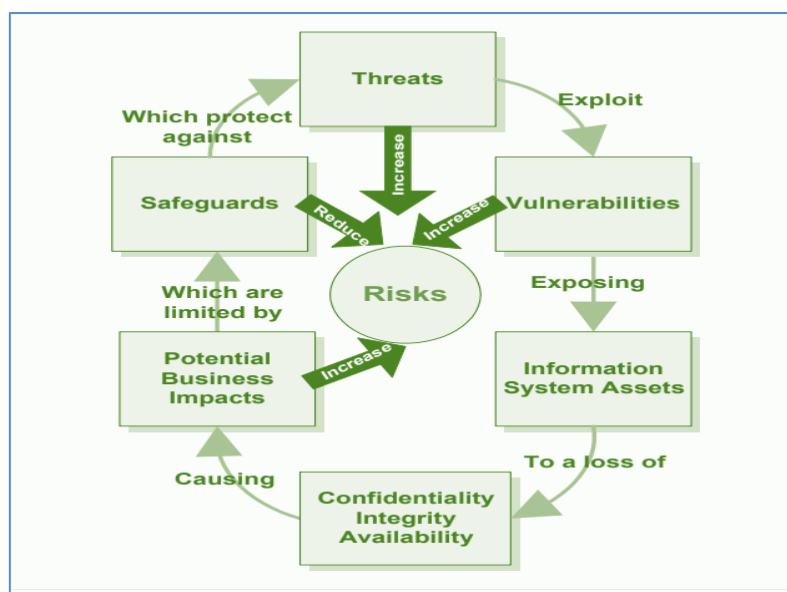 Threats
Exploit
Which protect
against
Increase
Safeguards
Reduce
Increase
Vulnerabilities
Risks
Exposing
Which are
limited by
Potential
Business
Impacts
Increase
Information
System Assets
To a loss of
Causing
Confidentiality
Integrity
Availability